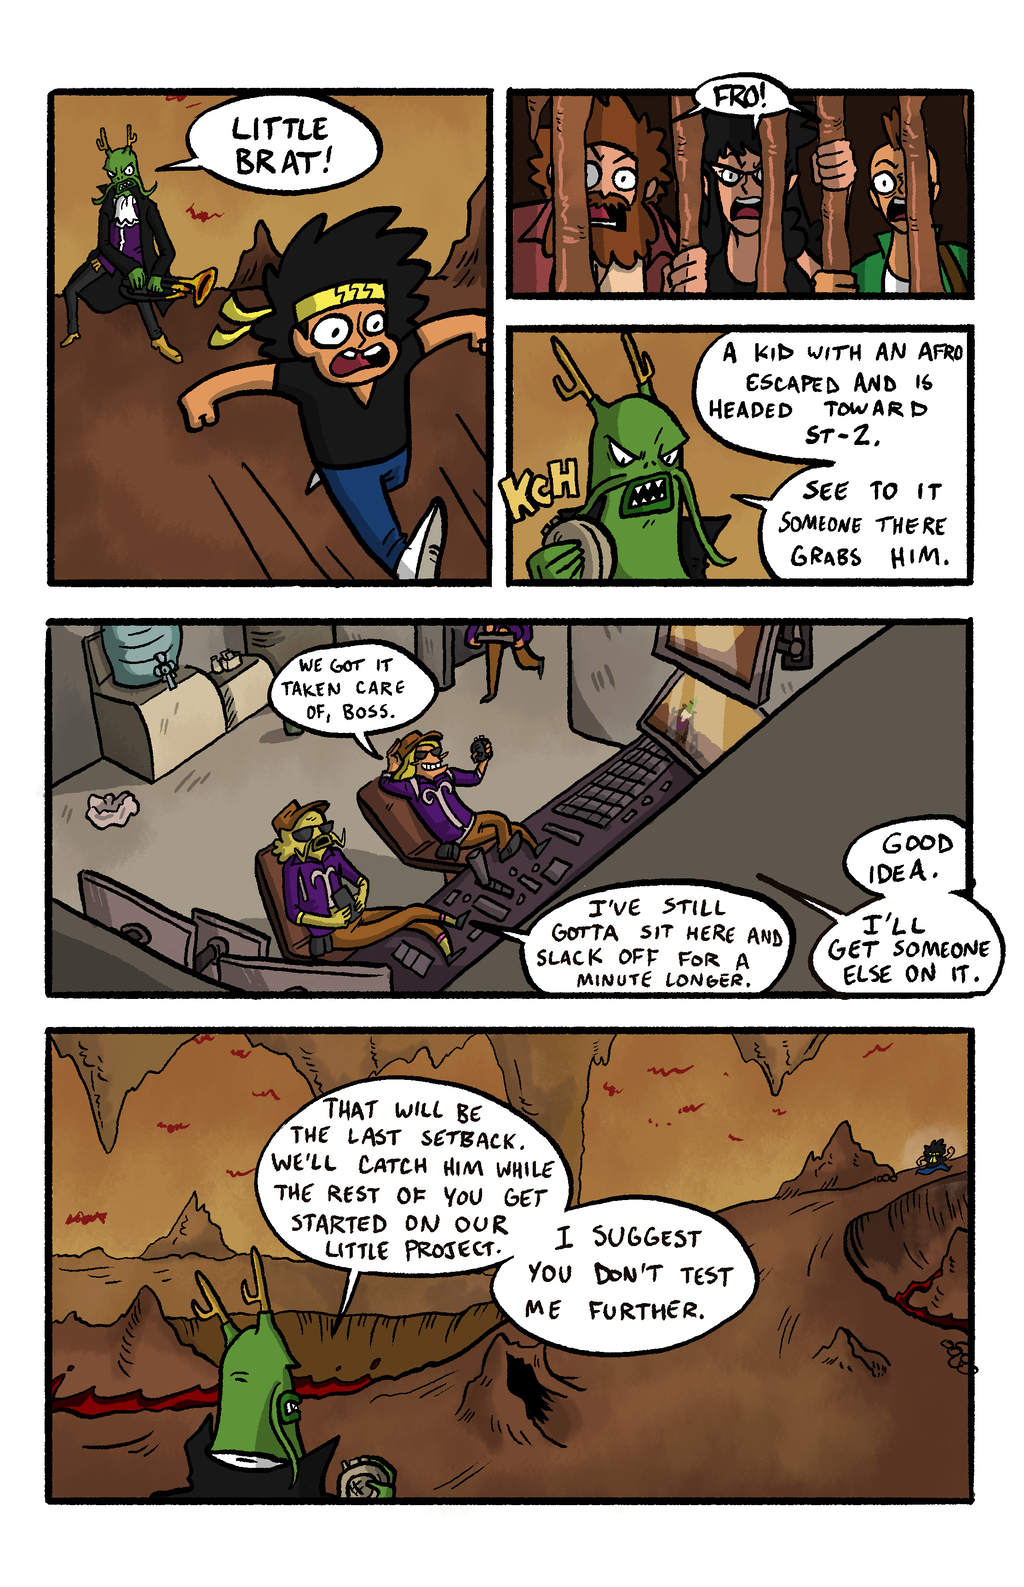 LITTLE
BRAT!
FRO!
A KID WITH AN AFRO
ESCAPED AND IS
HEADED TOWARD
ST-2.
SEE TO IT
SOMEONE THERE
GRABS HIM.
KCH
WE GOT IT
TAKEN CARE
OF, BOSS.
I'VE STILL
GOTTA SIT HERE AND
SLACK OFF FOR A
MINUTE LONGER.
GOOD
IDEA.
I'LL
GET SOMEONE
ELSE ON IT.
THAT WILL BE
THE LAST SETBACK.
WE'LL CATCH HIM WHILE
THE REST OF YOU GET
STARTED ON OUR
LITTLE PROJECT.
I SUGGEST
YOU DON'T TEST
ME FURTHER.